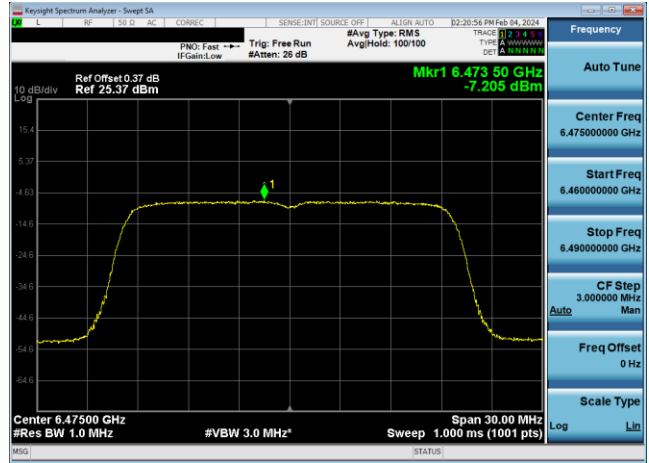 Keysight Spectrum Analyzer - Swept SA
L RF 50 Ω AC CORREC SENSE:INT SOURCE OFF ALIGN AUTO 02:20:56 PM Feb 04, 2024
PNO: Fast
IFGain:Low
Trig: Free Run
#Atten: 26 dB
#Avg Type: RMS
Avg|Hold: 100/100
TRACE 1 2 3 4 5 6
TYPE A WWWWW
DET A N N N N N
Ref Offset 0.37 dB
10 dB/div Ref 25.37 dBm
Log
Mkr1 6.473 50 GHz
-7.205 dBm
15.4
5.37
-4.63
-14.6
-24.6
-34.6
-44.6
-54.6
-64.6
1
Center 6.47500 GHz
#Res BW 1.0 MHz
#VBW 3.0 MHz*
Span 30.00 MHz
Sweep 1.000 ms (1001 pts)
MSG
STATUS
Frequency
Auto Tune
Center Freq
6.475000000 GHz
Start Freq
6.460000000 GHz
Stop Freq
6.490000000 GHz
CF Step
3.000000 MHz
Auto Man
Freq Offset
0 Hz
Scale Type
Log Lin